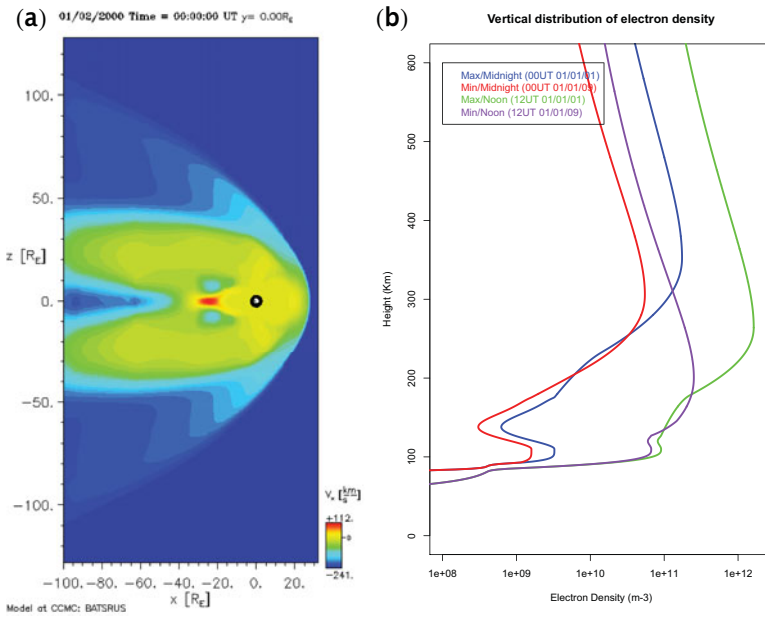 (a)
01/02/2000 Time = 00:00:00 UT y= 0.00R_E
100.
50.
z [R_E]
0.
-50.
-100.
V_x [km/s]
+112.
0
-241.
-100. -80. -60. -40. -20. 0. 20.
x [R_E]
Model at CCMC: BATSRUS
(b)
Vertical distribution of electron density
Max/Midnight (00UT 01/01/01)
Min/Midnight (00UT 01/01/09)
Max/Noon (12UT 01/01/01)
Min/Noon (12UT 01/01/09)
600
500
400
300
200
100
0
Height (Km)
1e+08 1e+09 1e+10 1e+11 1e+12
Electron Density (m-3)